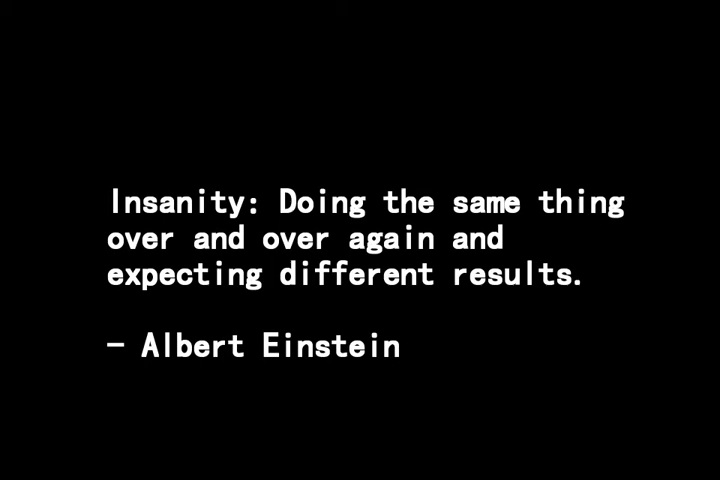 Insanity: Doing the same thing
over and over again and
expecting different results.
- Albert Einstein